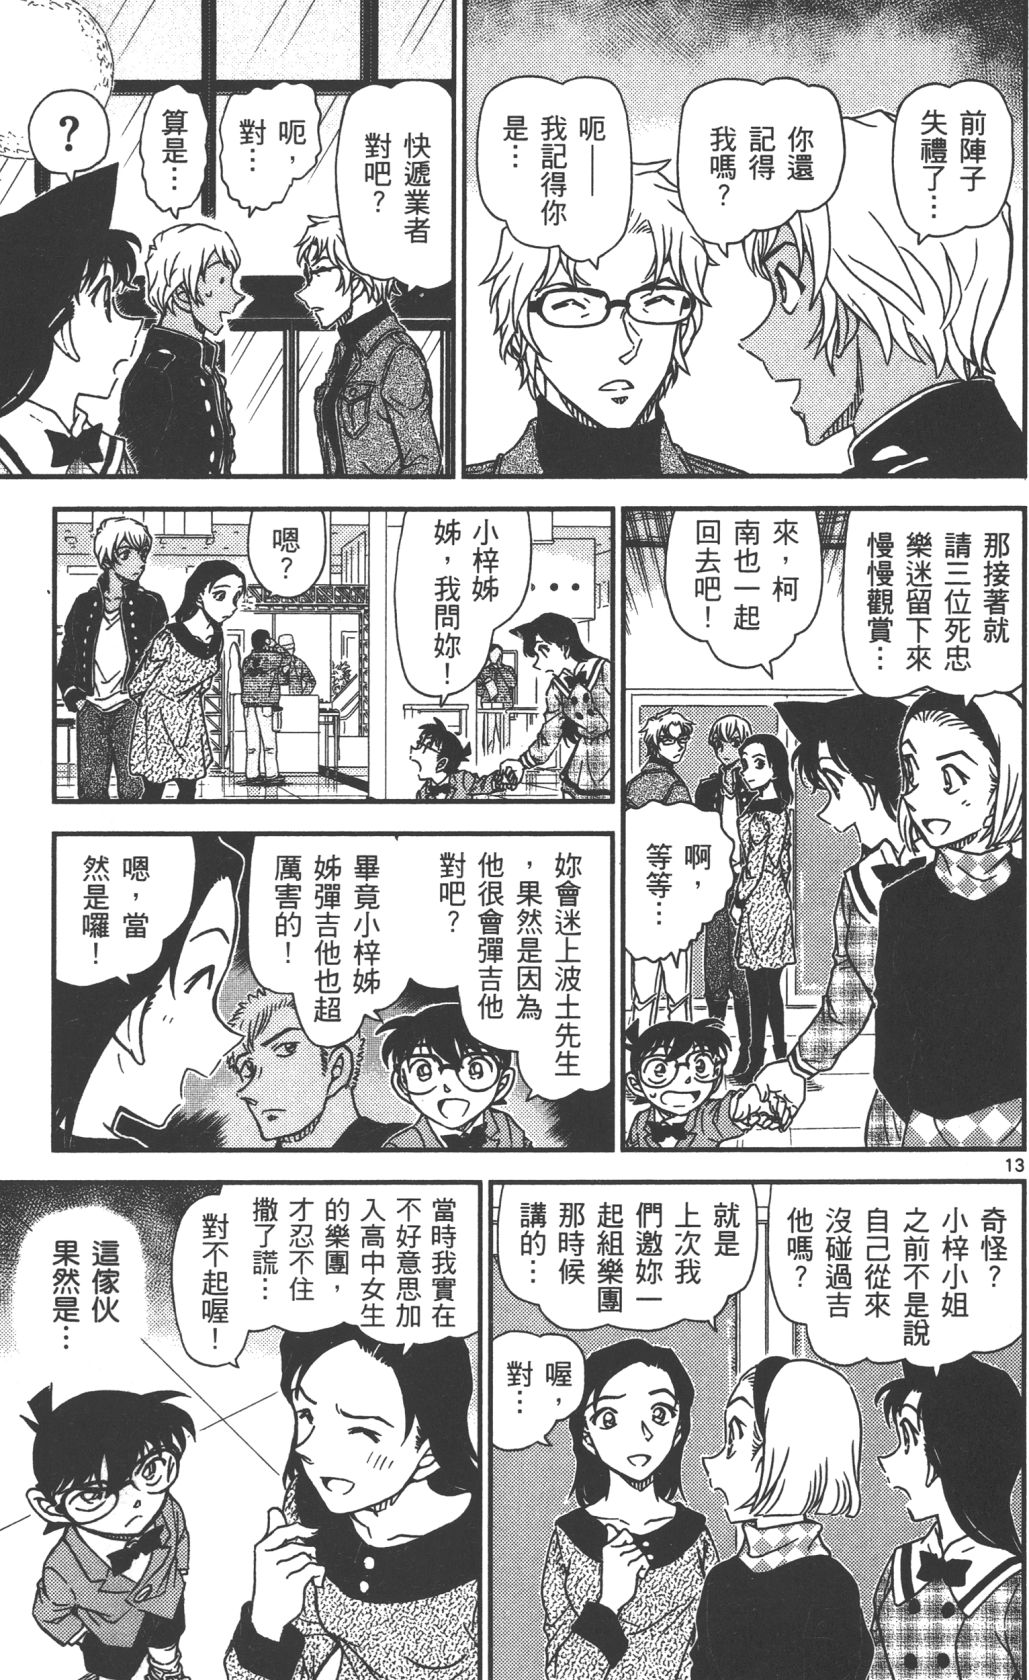 前陣子
失禮了…
你還
記得
我嗎？
呃——
我記得你
是…
快遞業者
對吧？
呃，
對…
算是…
？
那接著就
請三位死忠
樂迷留下來
慢慢觀賞…
來，柯
南也一起
回去吧！
啊，
等等…
…
小梓姊
姊，我問妳！
嗯？
妳會迷上波土先生
，果然是因為
他很會彈吉他
對吧？
畢竟小梓姊
姊彈吉他也超
厲害的！
嗯，當
然是囉！
13
奇怪？
小梓小姐
之前不是說
自己從來
沒碰過吉
他嗎？
就是
上次我
們邀妳一
起組樂團
那時候
講的…
喔，
對…
當時我實在
不好意思加
入高中女生
的樂團，
才忍不住
撒了謊…
對不起喔！
這傢伙
果然是…